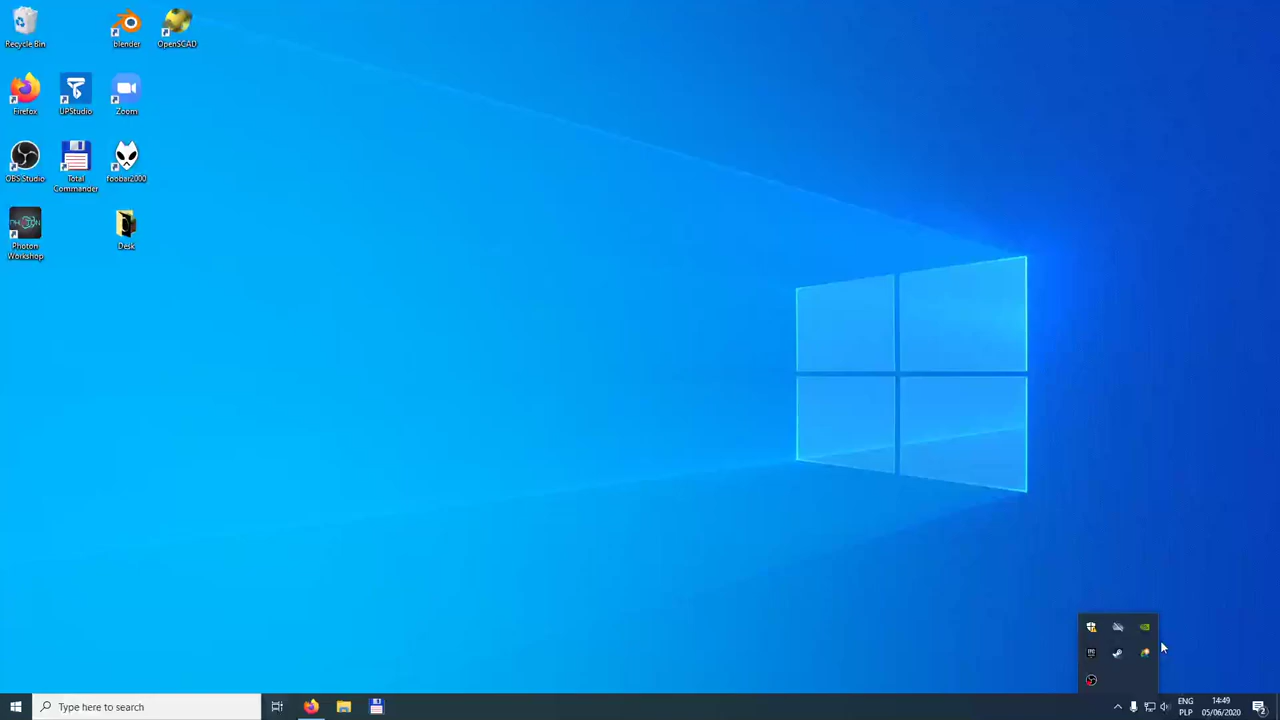 Recycle Bin
blender
OpenSCAD
Firefox
UPStudio
Zoom
OBS Studio
Total
Commander
foobar2000
Photon
Workshop
Desk
Type here to search
ENG
PLP
14:49
05/06/2020
2